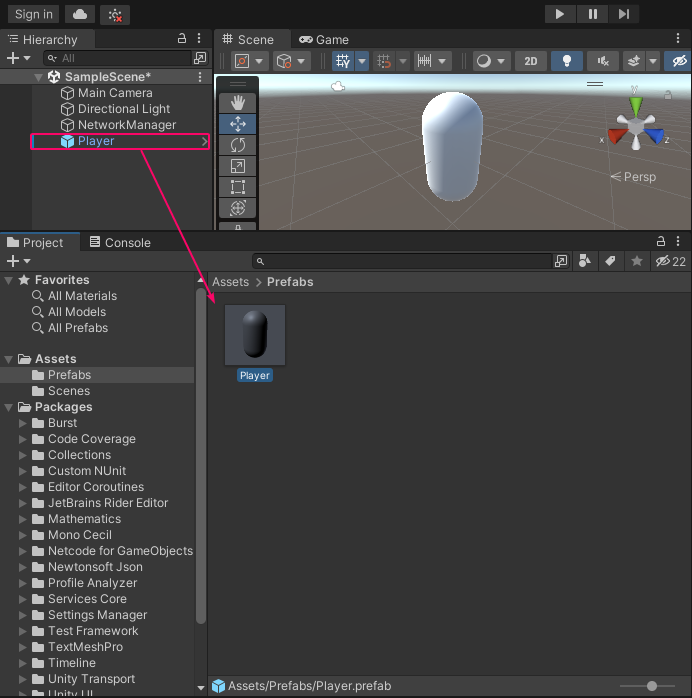 Sign in
Hierarchy
All
SampleScene*
Main Camera
Directional Light
NetworkManager
Player
Scene
Game
2D
y
x
z
Persp
Project
Console
22
Favorites
All Materials
All Models
All Prefabs
Assets
Prefabs
Scenes
Packages
Burst
Code Coverage
Collections
Custom NUnit
Editor Coroutines
JetBrains Rider Editor
Mathematics
Mono Cecil
Netcode for GameObjects
Newtonsoft Json
Profile Analyzer
Services Core
Settings Manager
Test Framework
TextMeshPro
Timeline
Unity Transport
Unity UI
Assets > Prefabs
Player
Assets/Prefabs/Player.prefab